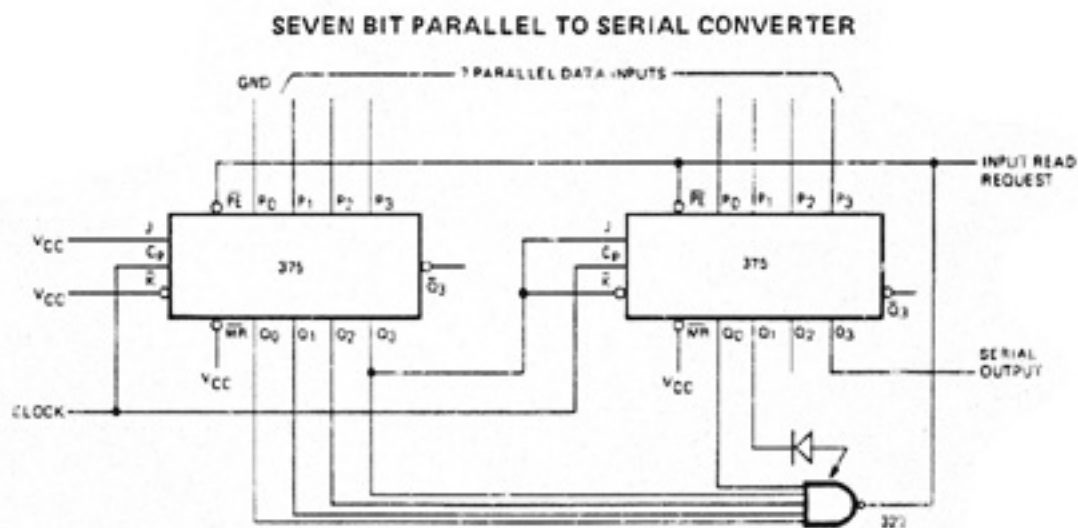 SEVEN BIT PARALLEL TO SERIAL CONVERTER
7 PARALLEL DATA INPUTS
GND
INPUT READ
REQUEST
PE P0 P1 P2 P3
PE P0 P1 P2 P3
VCC J
CP
375
VCC K
Q3
J
CP
375
K
Q3
MR Q0 Q1 Q2 Q3
MR Q0 Q1 Q2 Q3
VCC
VCC
SERIAL
OUTPUT
CLOCK